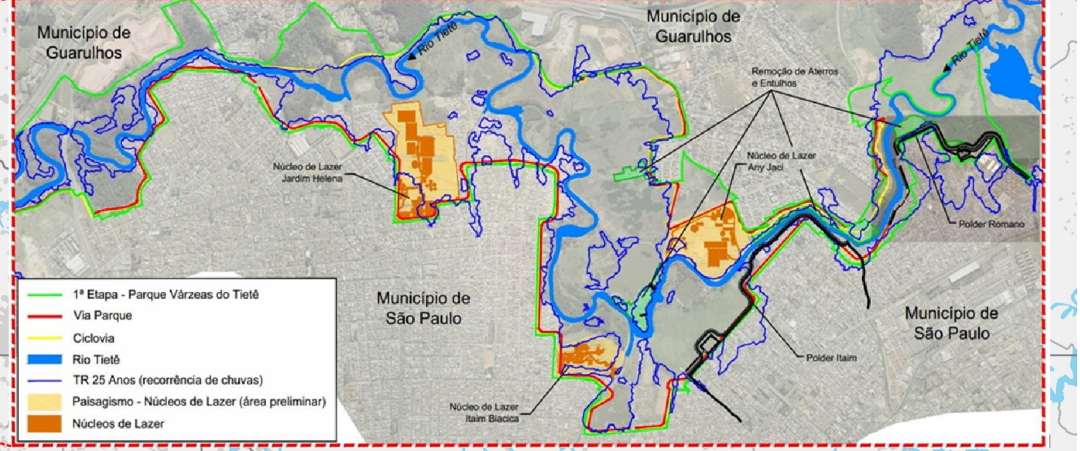 Município de
Guarulhos
Rio Tietê
Município de
Guarulhos
Rio Tietê
Remoção de Aterros
e Entulhos
Núcleo de Lazer
Jardim Helena
Núcleo de Lazer
Any Jaci
Polder Romano
1ª Etapa - Parque Várzeas do Tietê
Via Parque
Ciclovia
Rio Tietê
TR 25 Anos (recorrência de chuvas)
Paisagismo - Núcleos de Lazer (área preliminar)
Núcleos de Lazer
Município de
São Paulo
Município de
São Paulo
Polder Itaim
Núcleo de Lazer
Itaim Biacica